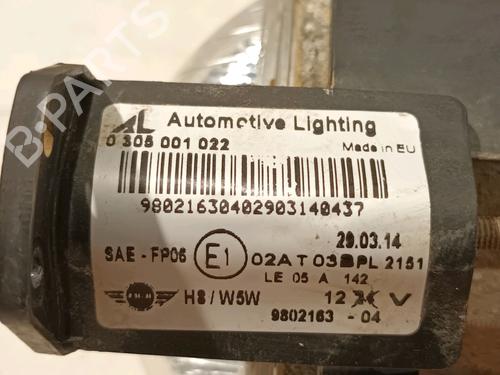 AL Automotive Lighting
0 305 001 022 Made in EU
98021630402903140437
29.03.14
SAE - FP06 E1 02A T 03 BPL 2151
LE 05 A 142
H8 / W5W 12 V
9802163 - 04
B-PARTS